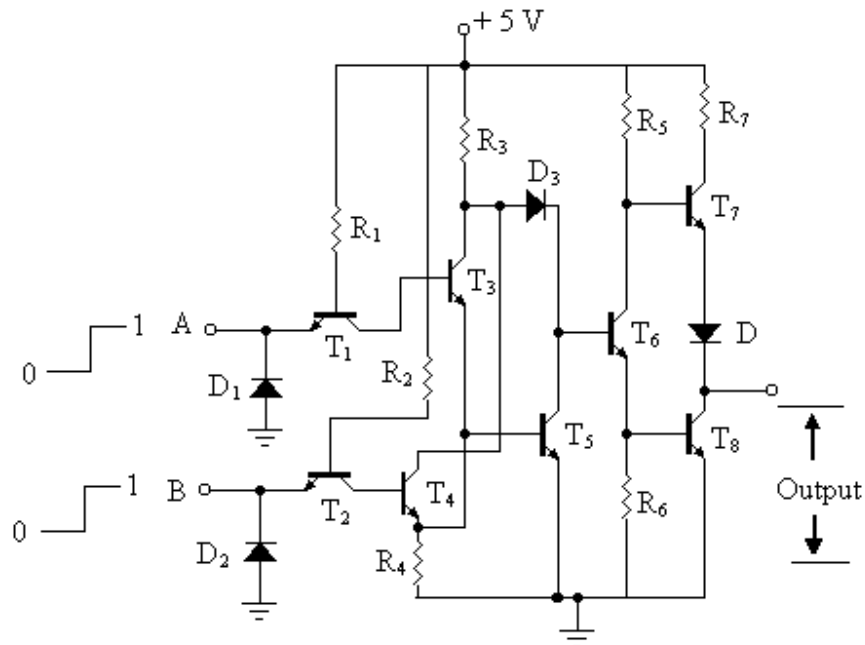 + 5 V
R₃
R₅
R₇
D₃
T₇
R₁
T₃
1
A
T₆
D
0
T₁
R₂
D₁
T₅
T₈
1
B
T₄
Output
0
T₂
R₆
D₂
R₄